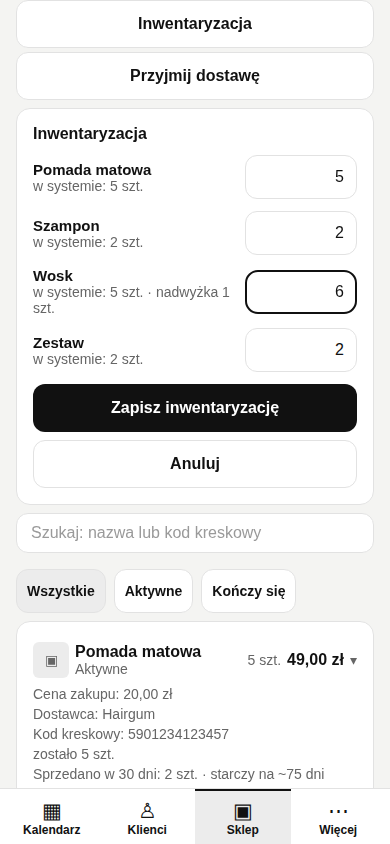 Inwentaryzacja
Przyjmij dostawę
Inwentaryzacja
Pomada matowa
w systemie: 5 szt.
5
Szampon
w systemie: 2 szt.
2
Wosk
w systemie: 5 szt. · nadwyżka 1
szt.
6
Zestaw
w systemie: 2 szt.
2
Zapisz inwentaryzację
Anuluj
Szukaj: nazwa lub kod kreskowy
Wszystkie Aktywne Kończy się
Pomada matowa
Aktywne
5 szt. 49,00 zł ▾
Cena zakupu: 20,00 zł
Dostawca: Hairgum
Kod kreskowy: 5901234123457
zostało 5 szt.
Sprzedano w 30 dni: 2 szt. · starczy na ~75 dni
Kalendarz Klienci Sklep Więcej